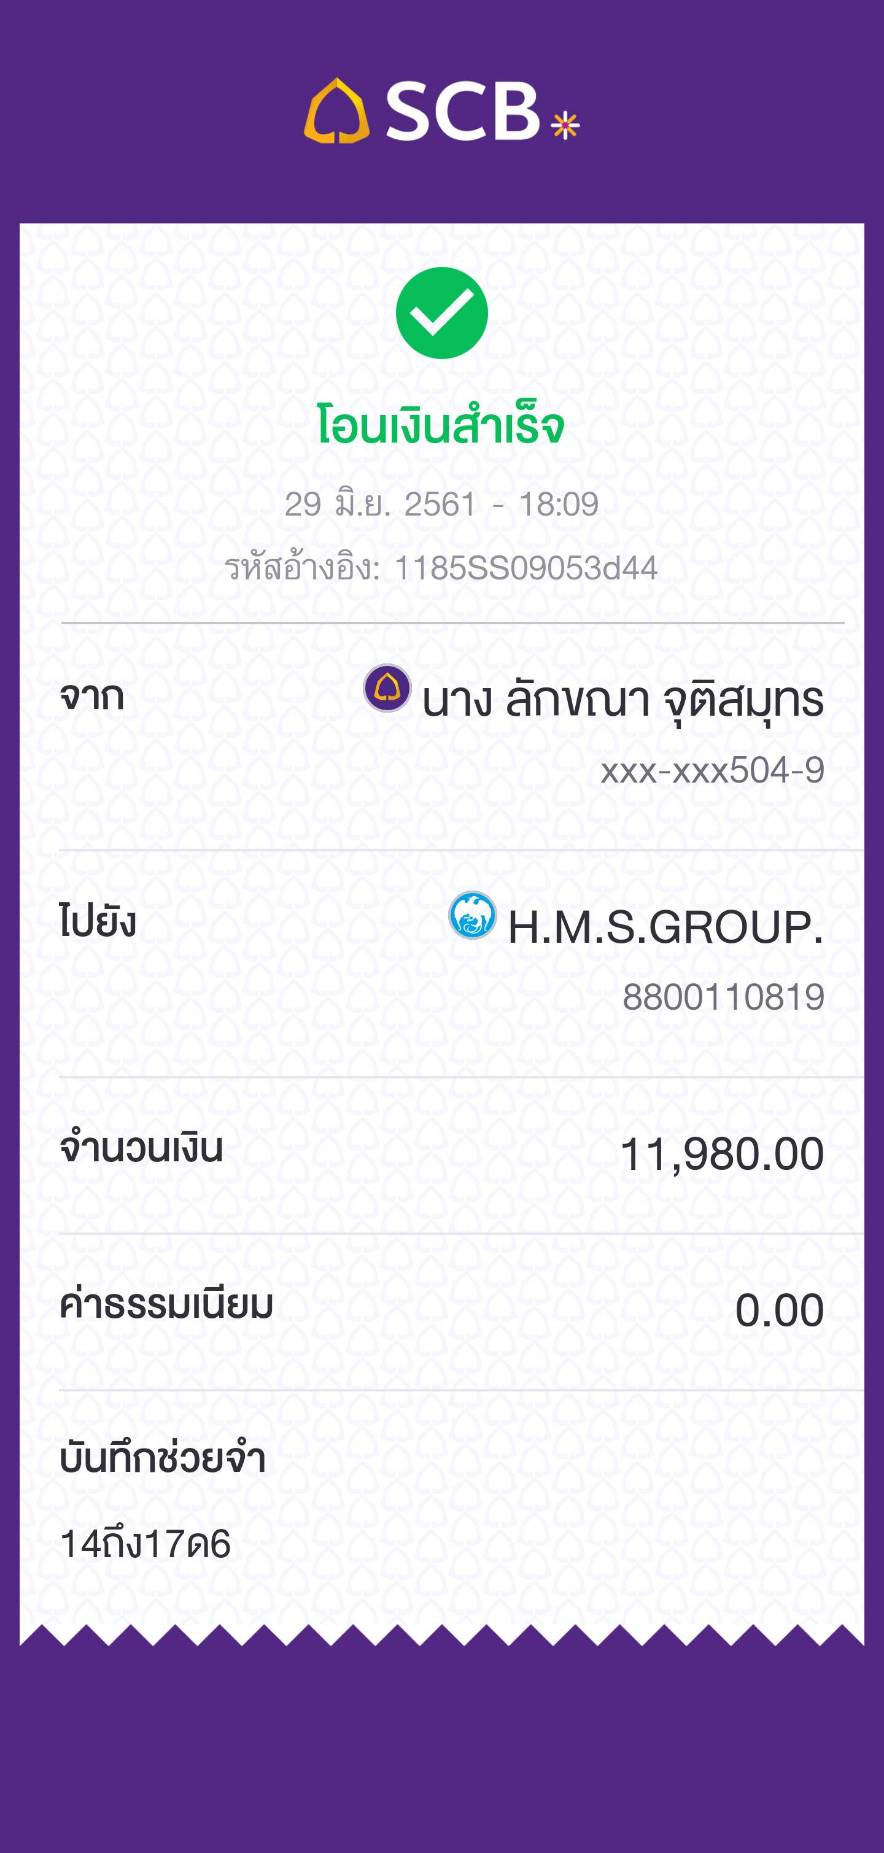 SCB
โอนเงินสำเร็จ
29 มิ.ย. 2561 - 18:09
รหัสอ้างอิง: 1185SS09053d44
จาก นาง ลักขณา จุติสมุทร
xxx-xxx504-9
ไปยัง H.M.S.GROUP.
8800110819
จำนวนเงิน 11,980.00
ค่าธรรมเนียม 0.00
บันทึกช่วยจำ
14ถึง17ด6